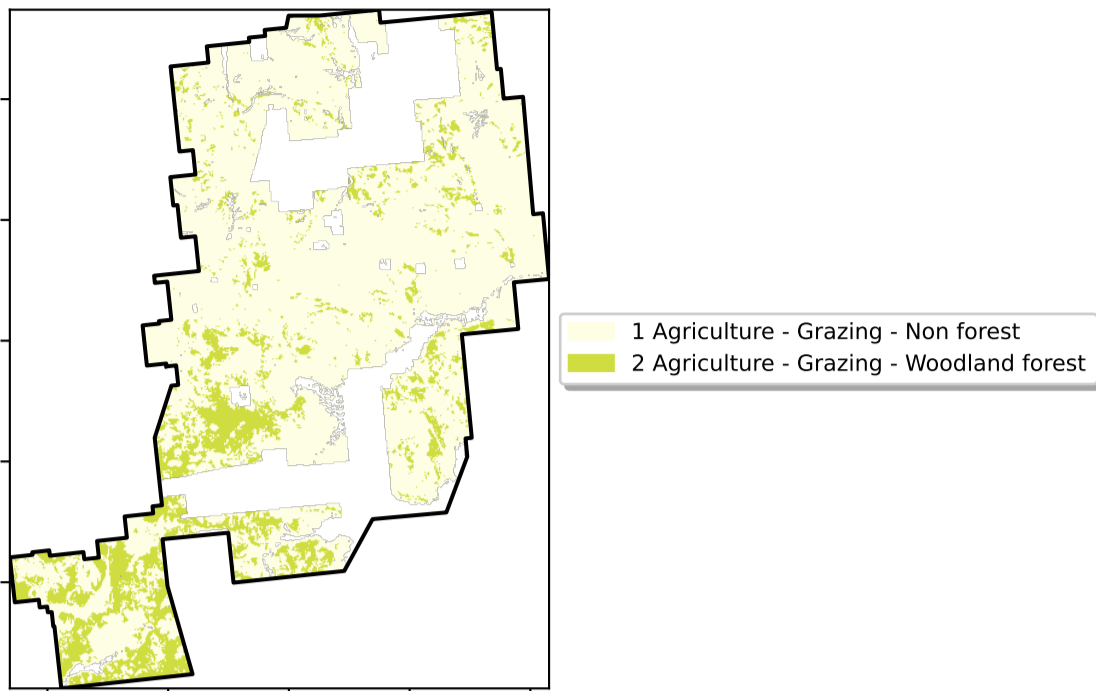 1 Agriculture - Grazing - Non forest
2 Agriculture - Grazing - Woodland forest